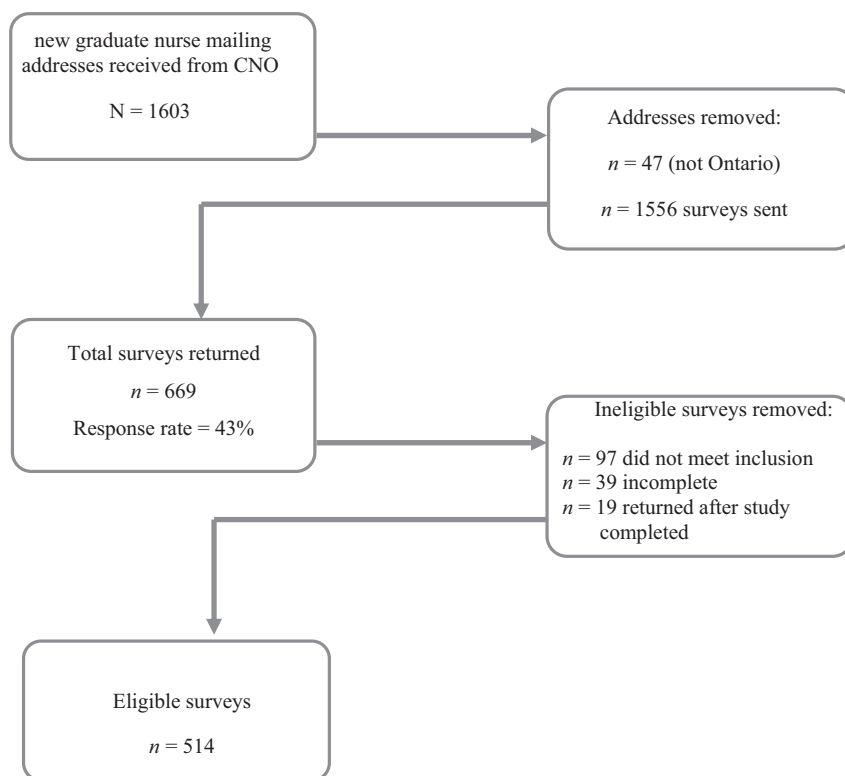 new graduate nurse mailing
addresses received from CNO
N = 1603
Addresses removed:
n = 47 (not Ontario)
n = 1556 surveys sent
Total surveys returned
n = 669
Response rate = 43%
Ineligible surveys removed:
n = 97 did not meet inclusion
n = 39 incomplete
n = 19 returned after study
completed
Eligible surveys
n = 514